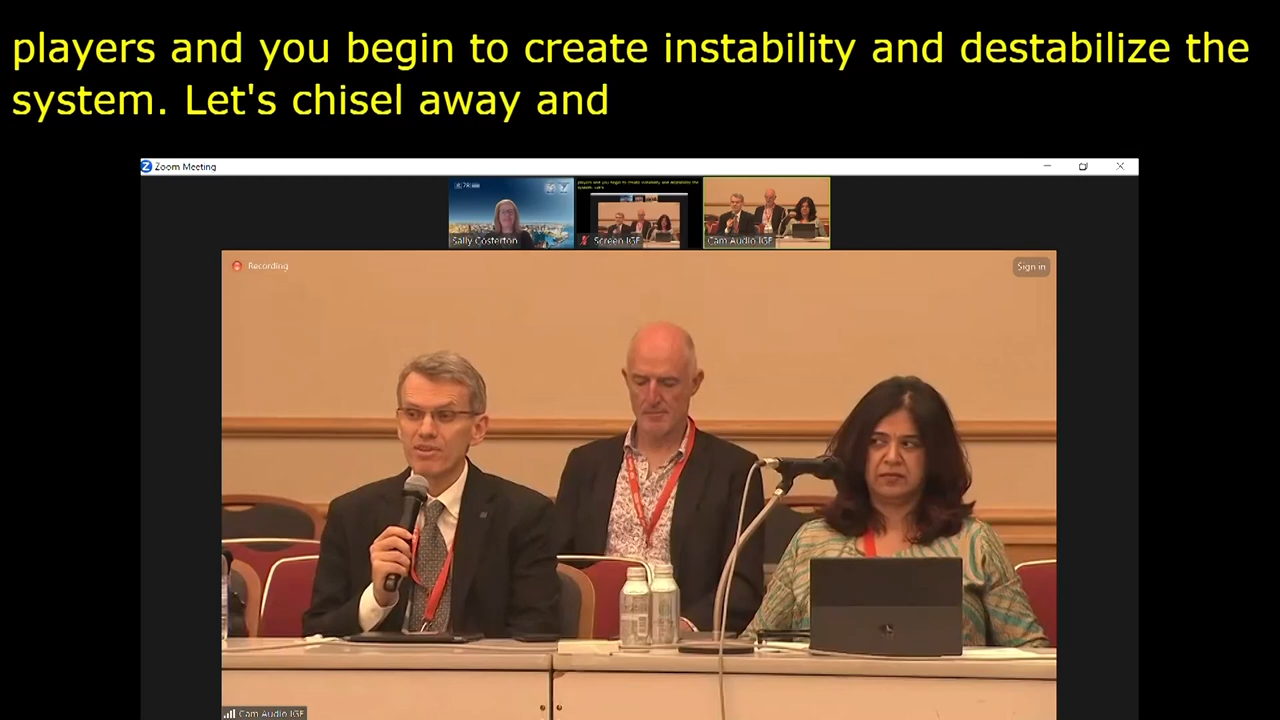 players and you begin to create instability and destabilize the
system. Let's chisel away and
Zoom Meeting
Sally Costerton
Screen IGF
Cam Audio IGF
Recording
Sign in
Cam Audio IGF